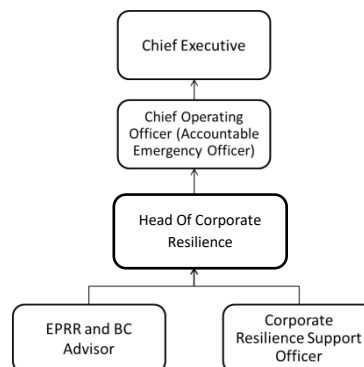 Chief Executive
Chief Operating
Officer (Accountable
Emergency Officer)
Head Of Corporate
Resilience
EPRR and BC
Advisor
Corporate
Resilience Support
Officer